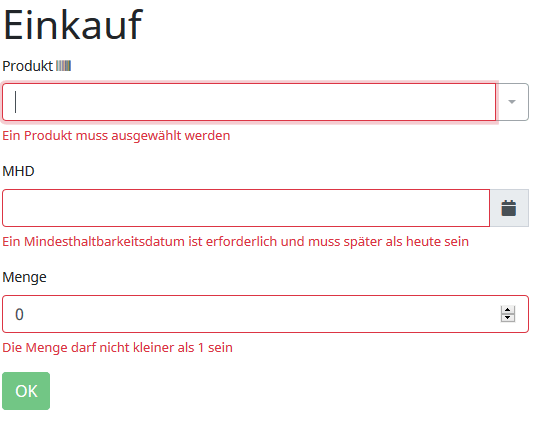 Einkauf
Produkt
Ein Produkt muss ausgewählt werden
MHD
Ein Mindesthaltbarkeitsdatum ist erforderlich und muss später als heute sein
Menge
0
Die Menge darf nicht kleiner als 1 sein
OK